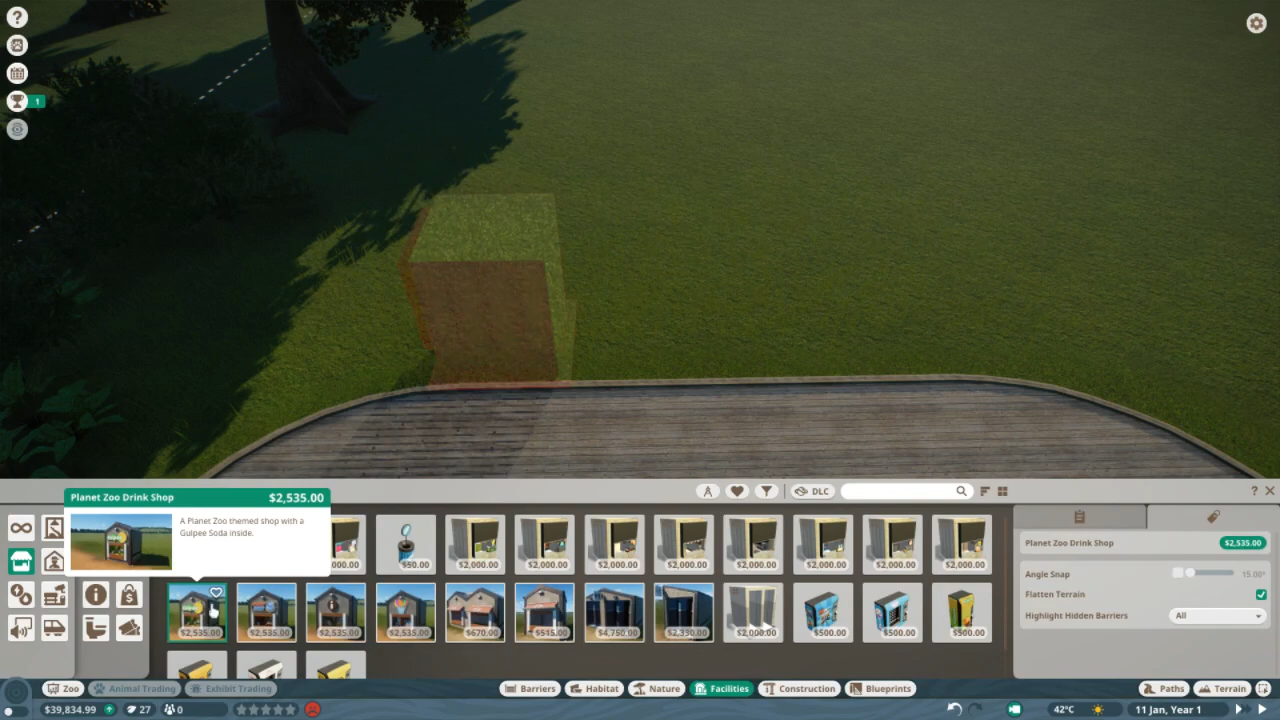 ?
1
Planet Zoo Drink Shop $2,535.00
A Planet Zoo themed shop with a
Gulpee Soda inside.
DLC
?
$50.00 $2,000.00 $2,000.00 $2,000.00 $2,000.00 $2,000.00 $2,000.00 $2,000.00 $2,000.00
$2,535.00 $2,535.00 $2,535.00 $2,535.00 $670.00 $515.00 $4,750.00 $2,330.00 $2,000.00 $500.00 $500.00 $500.00
Planet Zoo Drink Shop $2,535.00
Angle Snap 15.00°
Flatten Terrain
Highlight Hidden Barriers All
Zoo Animal Trading Exhibit Trading Barriers Habitat Nature Facilities Construction Blueprints Paths Terrain
$39,834.99 27 0 42°C 11 Jan, Year 1